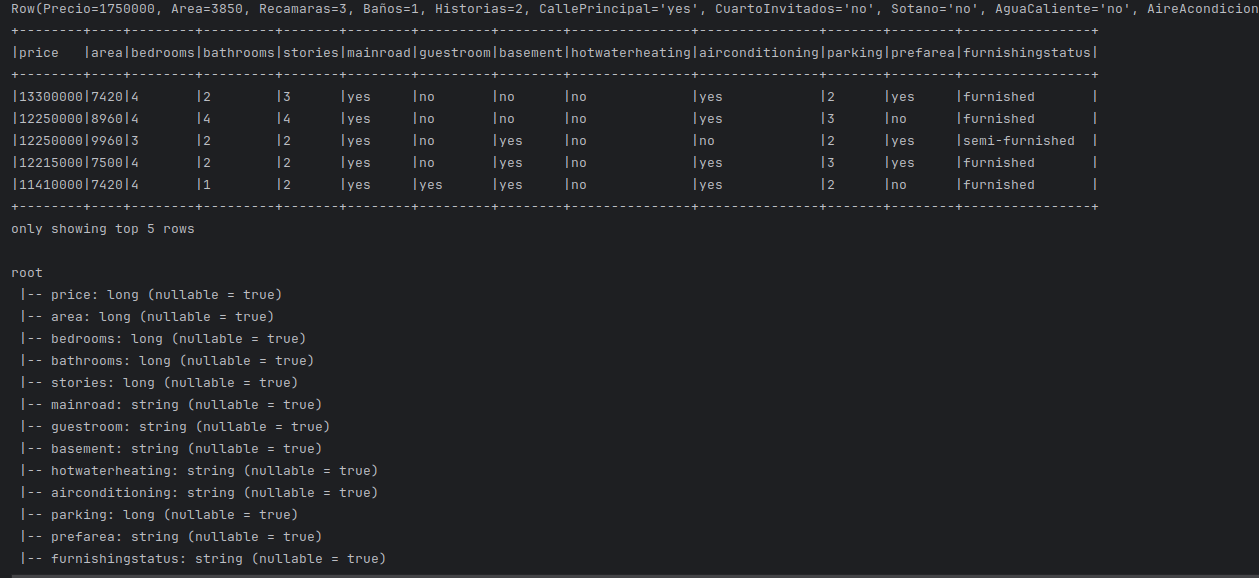 Row(Precio=1750000, Area=3850, Recamaras=3, Baños=1, Historias=2, CallePrincipal='yes', CuartoInvitados='no', Sotano='no', AguaCaliente='no', AireAcondicion
+--------+----+--------+---------+-------+--------+---------+--------+---------------+---------------+-------+--------+----------------+
|price   |area|bedrooms|bathrooms|stories|mainroad|guestroom|basement|hotwaterheating|airconditioning|parking|prefarea|furnishingstatus|
+--------+----+--------+---------+-------+--------+---------+--------+---------------+---------------+-------+--------+----------------+
|13300000|7420|4       |2        |3      |yes     |no       |no      |no             |yes            |2      |yes     |furnished       |
|12250000|8960|4       |4        |4      |yes     |no       |no      |no             |yes            |3      |no      |furnished       |
|12250000|9960|3       |2        |2      |yes     |no       |yes     |no             |no             |2      |yes     |semi-furnished  |
|12215000|7500|4       |2        |2      |yes     |no       |yes     |no             |yes            |3      |yes     |furnished       |
|11410000|7420|4       |1        |2      |yes     |yes      |yes     |no             |yes            |2      |no      |furnished       |
+--------+----+--------+---------+-------+--------+---------+--------+---------------+---------------+-------+--------+----------------+
only showing top 5 rows

root
 |-- price: long (nullable = true)
 |-- area: long (nullable = true)
 |-- bedrooms: long (nullable = true)
 |-- bathrooms: long (nullable = true)
 |-- stories: long (nullable = true)
 |-- mainroad: string (nullable = true)
 |-- guestroom: string (nullable = true)
 |-- basement: string (nullable = true)
 |-- hotwaterheating: string (nullable = true)
 |-- airconditioning: string (nullable = true)
 |-- parking: long (nullable = true)
 |-- prefarea: string (nullable = true)
 |-- furnishingstatus: string (nullable = true)